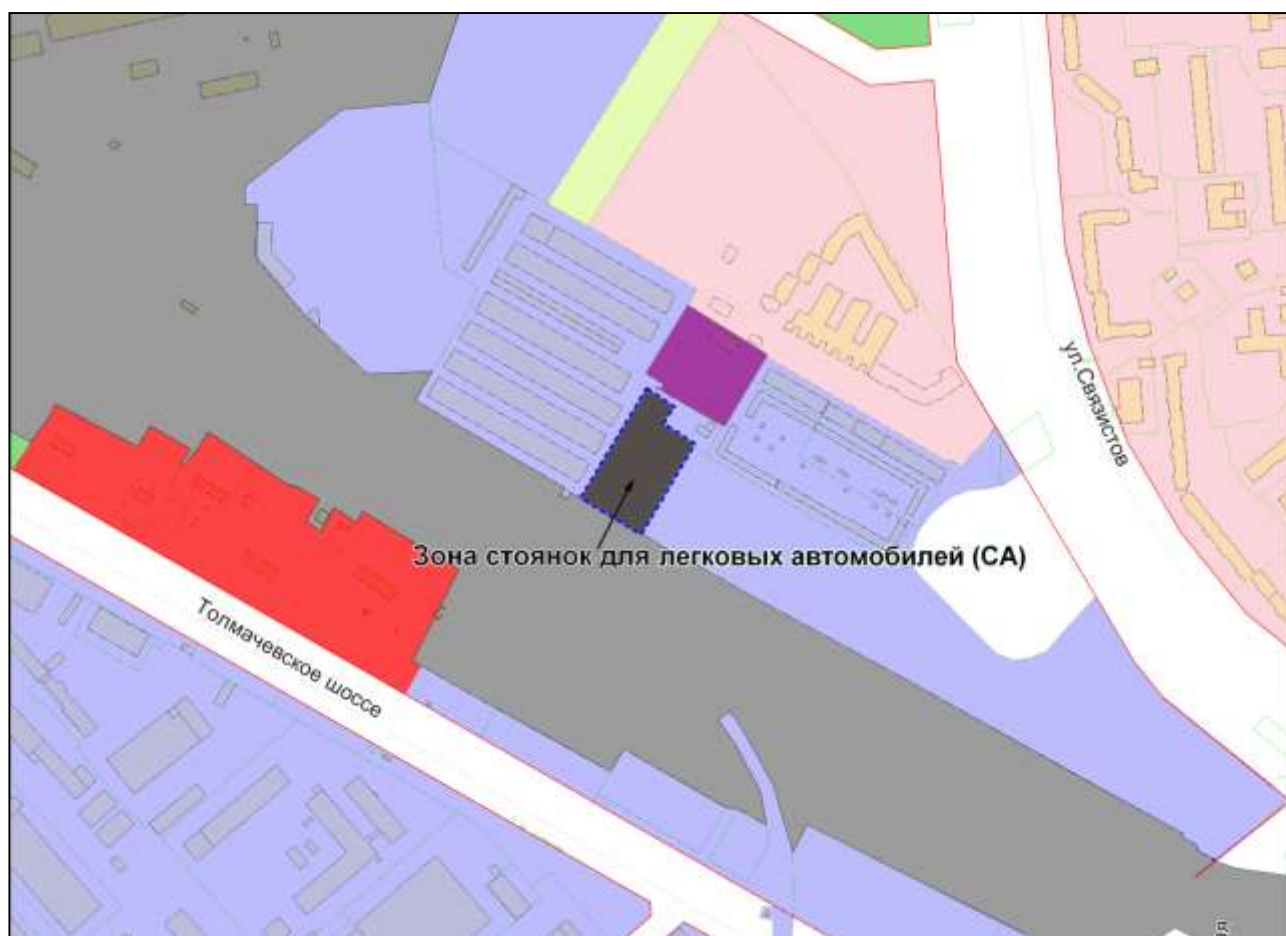 ул.Связистов
Зона стоянок для легковых автомобилей (СА)
Толмачевское шоссе